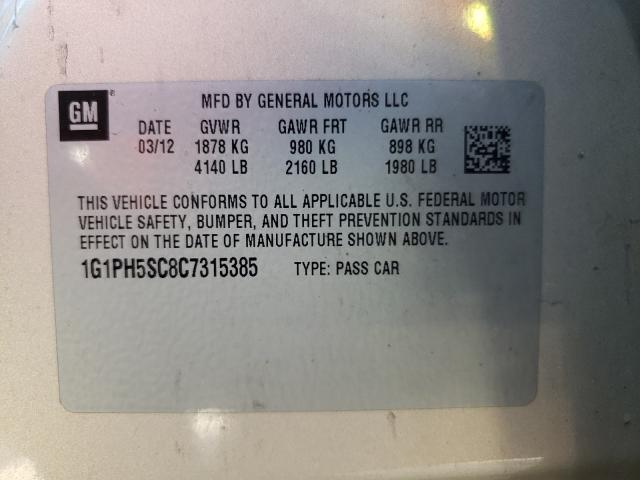 GM
MFD BY GENERAL MOTORS LLC
DATE GVWR GAWR FRT GAWR RR
03/12 1878 KG 980 KG 898 KG
4140 LB 2160 LB 1980 LB
THIS VEHICLE CONFORMS TO ALL APPLICABLE U.S. FEDERAL MOTOR
VEHICLE SAFETY, BUMPER, AND THEFT PREVENTION STANDARDS IN
EFFECT ON THE DATE OF MANUFACTURE SHOWN ABOVE.
1G1PH5SC8C7315385 TYPE: PASS CAR